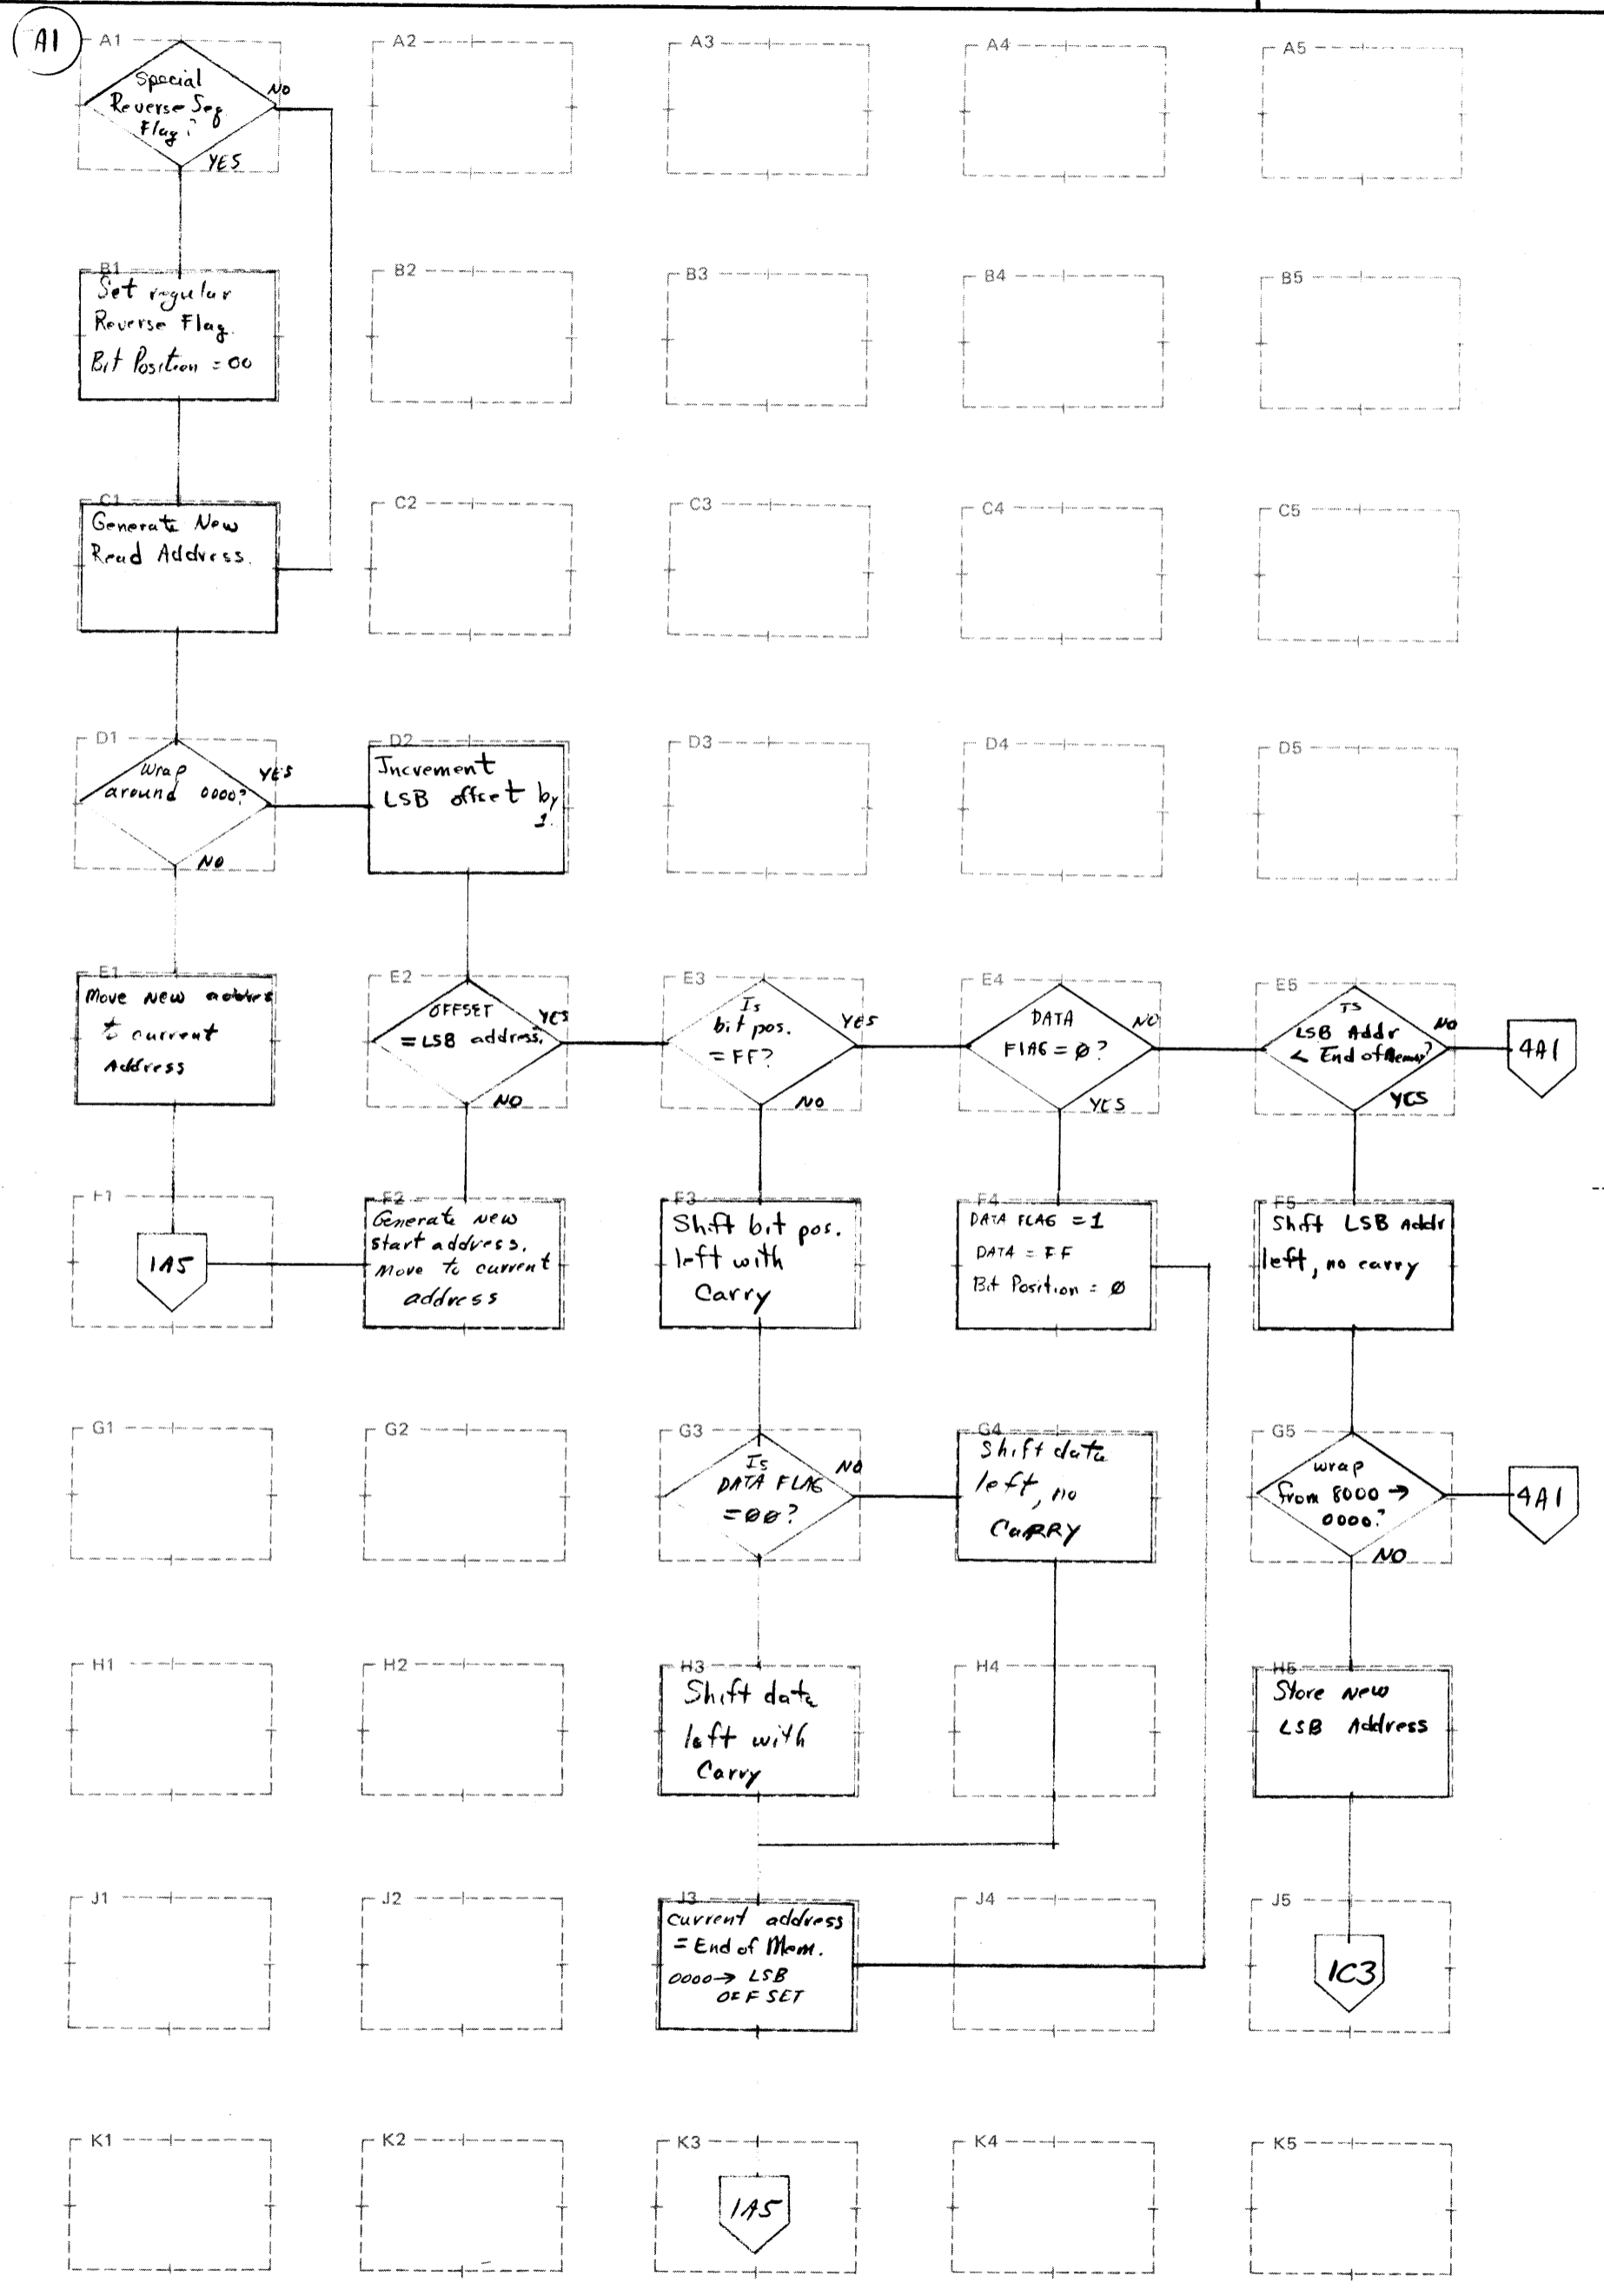 A1
A1
A2
A3
A4
A5
Special
Reverse Seq
Flag?
NO
YES
B1
B2
B3
B4
B5
Set regular
Reverse Flag.
Bit Position = 00
C1
C2
C3
C4
C5
Generate New
Read Address.
D1
D2
D3
D4
D5
Wrap
around 0000?
YES
NO
Increment
LSB offset by
1.
E1
E2
E3
E4
E5
Move New address
to current
Address
OFFSET
= LSB address?
YES
NO
Is
bit pos.
= FF?
YES
NO
DATA
FLAG = 0?
NO
YES
IS
LSB Addr
< End of Memory?
NO
YES
4A1
F1
F2
F3
F4
F5
1A5
Generate New
start address.
Move to current
address
Shift bit pos.
left with
Carry
DATA FLAG = 1
DATA = FF
Bit Position = 0
Shift LSB Addr
left, no carry
G1
G2
G3
G4
G5
Is
DATA FLAG
= 00?
NO
Shift data
left, no
CARRY
wrap
from 8000 →
0000?
NO
4A1
H1
H2
H3
H4
H5
Shift data
left with
Carry
Store New
LSB Address
J1
J2
J3
J4
J5
current address
= End of Mem.
0000 → LSB
OFFSET
1C3
K1
K2
K3
K4
K5
1A5